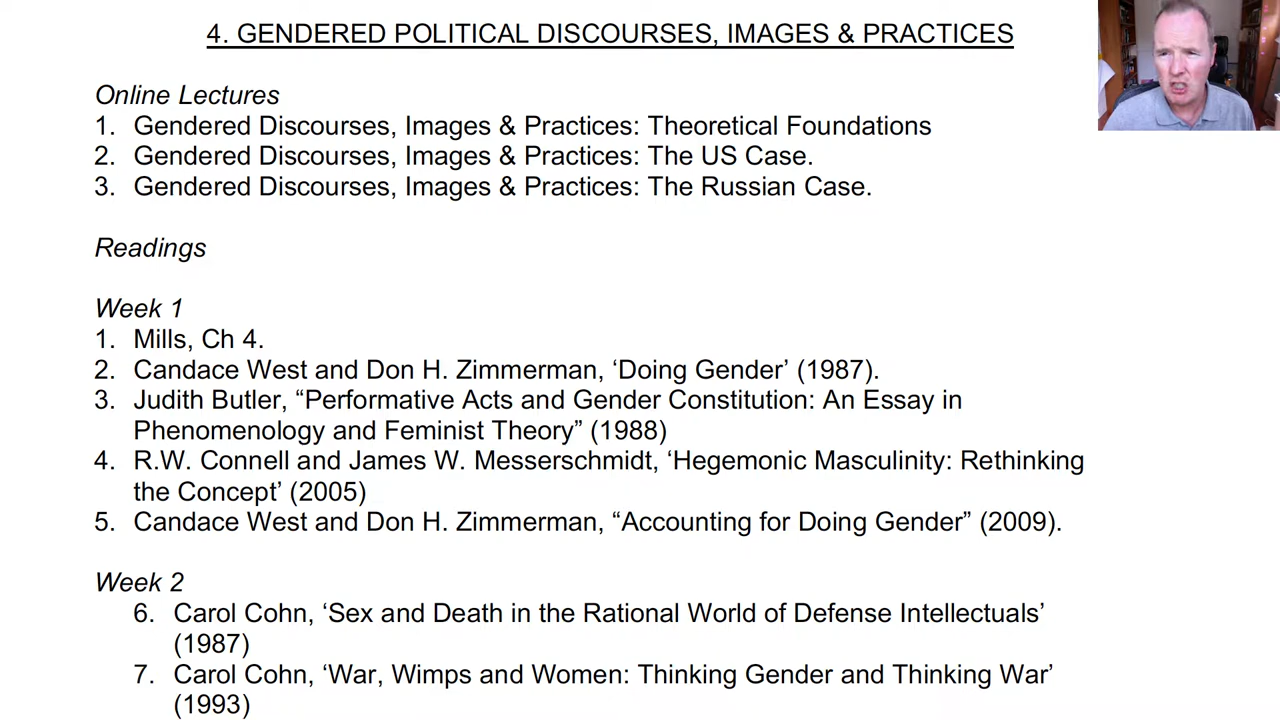 4. GENDERED POLITICAL DISCOURSES, IMAGES & PRACTICES
Online Lectures
1. Gendered Discourses, Images & Practices: Theoretical Foundations
2. Gendered Discourses, Images & Practices: The US Case.
3. Gendered Discourses, Images & Practices: The Russian Case.
Readings
Week 1
1. Mills, Ch 4.
2. Candace West and Don H. Zimmerman, ‘Doing Gender’ (1987).
3. Judith Butler, “Performative Acts and Gender Constitution: An Essay in
Phenomenology and Feminist Theory” (1988)
4. R.W. Connell and James W. Messerschmidt, ‘Hegemonic Masculinity: Rethinking
the Concept’ (2005)
5. Candace West and Don H. Zimmerman, “Accounting for Doing Gender” (2009).
Week 2
6. Carol Cohn, ‘Sex and Death in the Rational World of Defense Intellectuals’
(1987)
7. Carol Cohn, ‘War, Wimps and Women: Thinking Gender and Thinking War’
(1993)